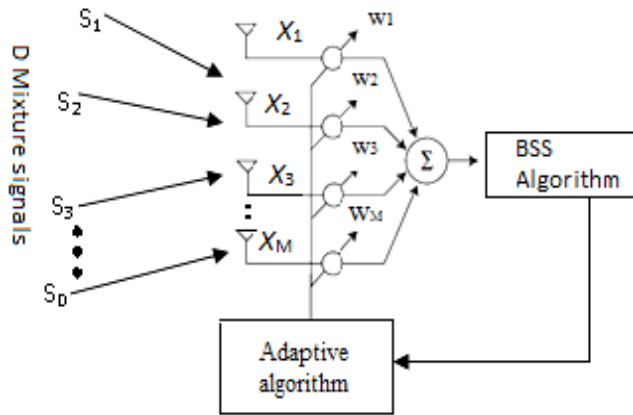 D Mixture signals
S1
S2
S3
SD
X1
X2
X3
XM
W1
W2
W3
WM
Σ
BSS
Algorithm
Adaptive
algorithm